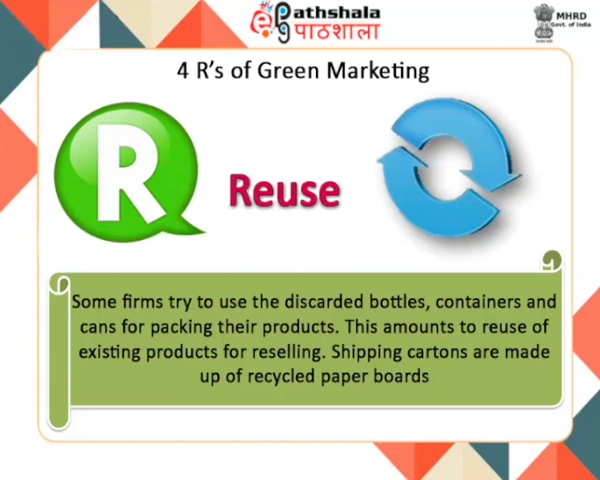 ePathshala
पाठशाला
MHRD
Govt. of India
4 R's of Green Marketing
R
Reuse
Some firms try to use the discarded bottles, containers and
cans for packing their products. This amounts to reuse of
existing products for reselling. Shipping cartons are made
up of recycled paper boards